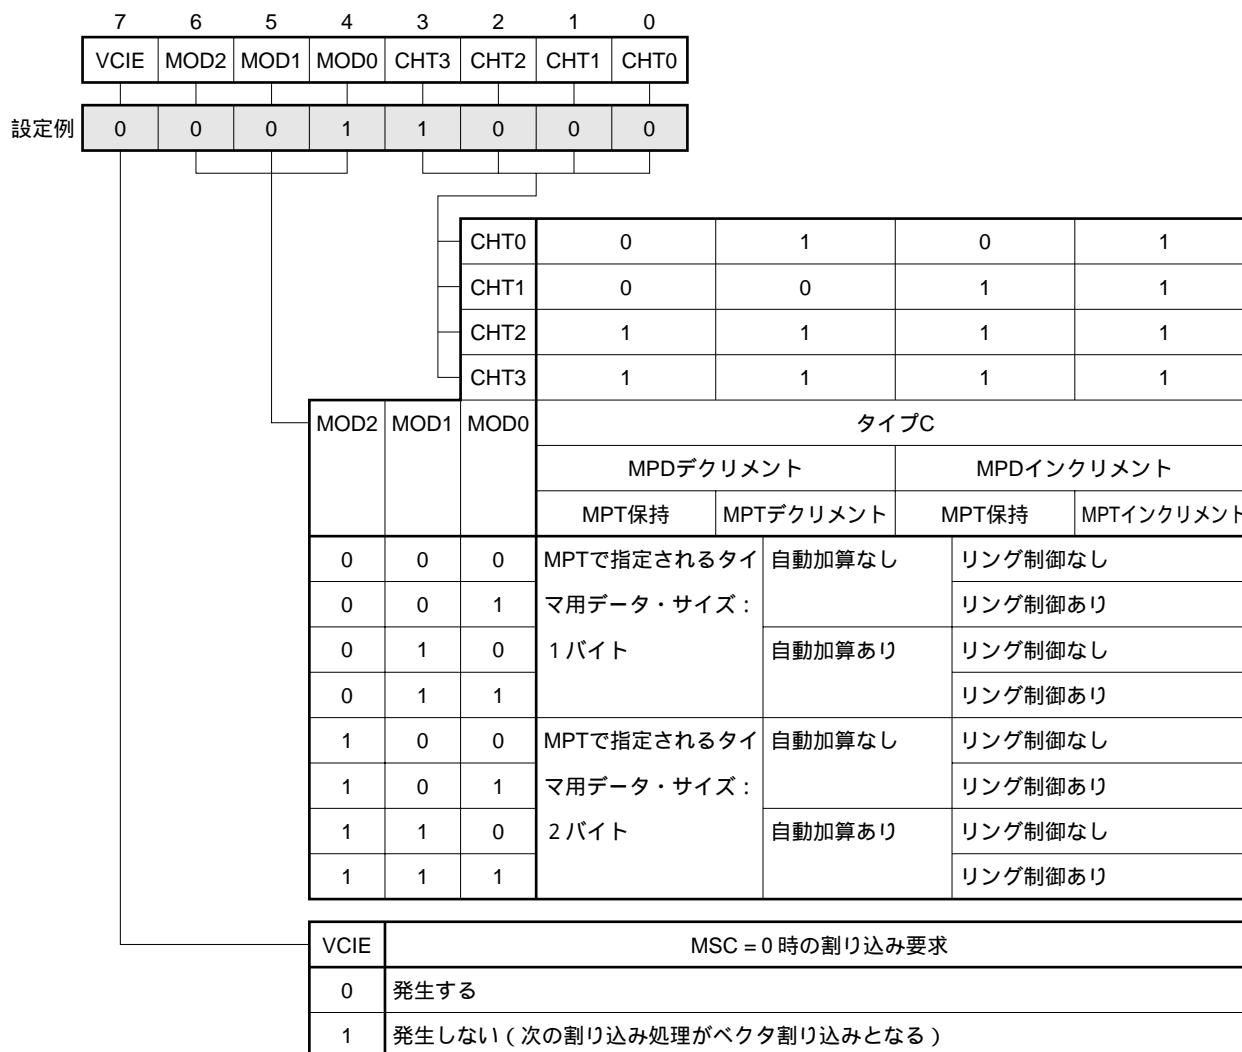 7 6 5 4 3 2 1 0
VCIE MOD2 MOD1 MOD0 CHT3 CHT2 CHT1 CHT0
設定例 0 0 0 1 1 0 0 0
CHT0 0 1 0 1
CHT1 0 0 1 1
CHT2 1 1 1 1
CHT3 1 1 1 1
MOD2 MOD1 MOD0 タイプC
MPDデクリメント MPDインクリメント
MPT保持 MPTデクリメント MPT保持 MPTインクリメント
0 0 0 MPTで指定されるタイ 自動加算なし リング制御なし
0 0 1 マ用データ・サイズ： リング制御あり
0 1 0 1バイト 自動加算あり リング制御なし
0 1 1 リング制御あり
1 0 0 MPTで指定されるタイ 自動加算なし リング制御なし
1 0 1 マ用データ・サイズ： リング制御あり
1 1 0 2バイト 自動加算あり リング制御なし
1 1 1 リング制御あり
VCIE MSC = 0 時の割り込み要求
0 発生する
1 発生しない（次の割り込み処理がベクタ割り込みとなる）